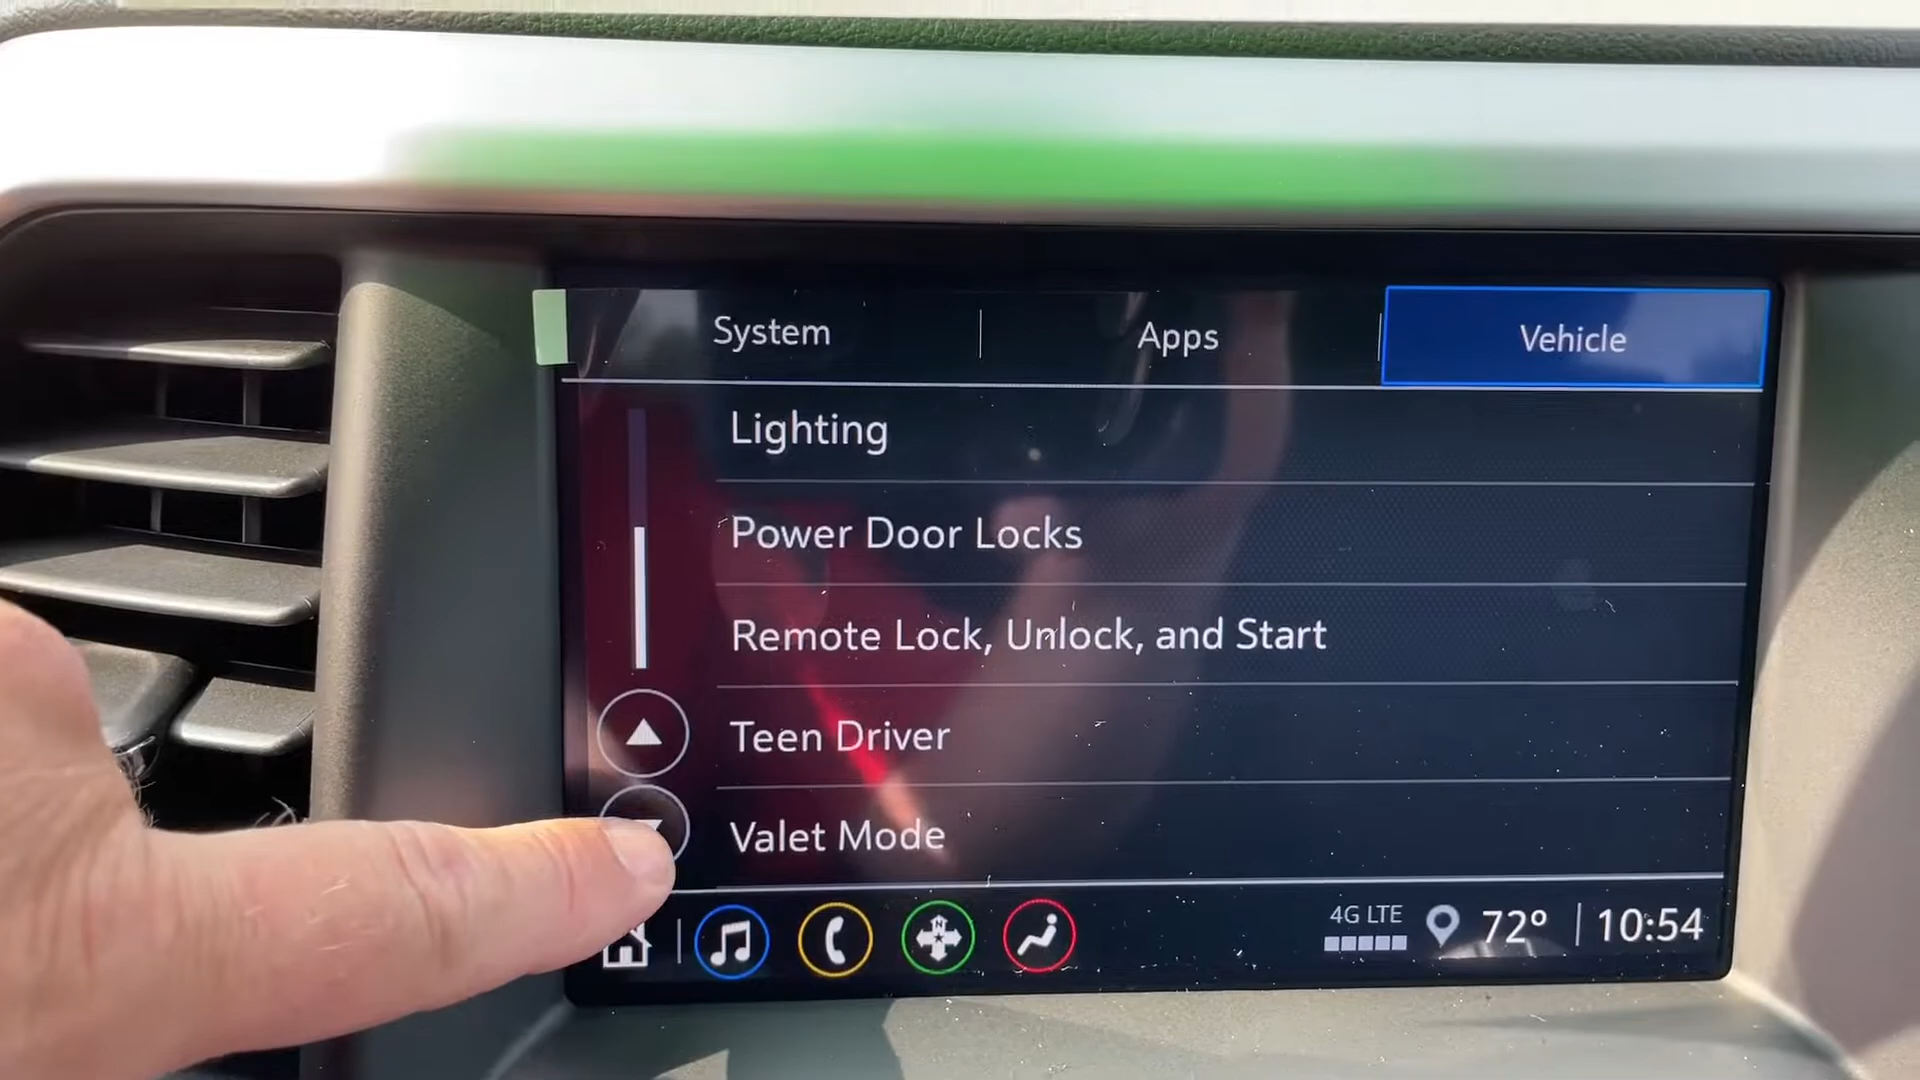 System
Apps
Vehicle
Lighting
Power Door Locks
Remote Lock, Unlock, and Start
Teen Driver
Valet Mode
N
4G LTE
72°
10:54